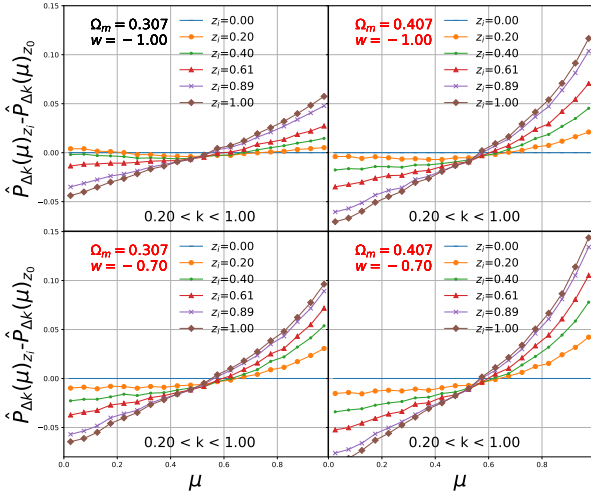 0.15
0.10
0.05
0.00
−0.05
P̂Δk(μ)zi-P̂Δk(μ)z0
Ωm = 0.307
w = − 1.00
zi=0.00
zi=0.20
zi=0.40
zi=0.61
zi=0.89
zi=1.00
0.20 < k < 1.00
Ωm = 0.407
w = − 1.00
zi=0.00
zi=0.20
zi=0.40
zi=0.61
zi=0.89
zi=1.00
0.20 < k < 1.00
0.15
0.10
0.05
0.00
−0.05
P̂Δk(μ)zi-P̂Δk(μ)z0
Ωm = 0.307
w = − 0.70
zi=0.00
zi=0.20
zi=0.40
zi=0.61
zi=0.89
zi=1.00
0.20 < k < 1.00
Ωm = 0.407
w = − 0.70
zi=0.00
zi=0.20
zi=0.40
zi=0.61
zi=0.89
zi=1.00
0.20 < k < 1.00
0.0 0.2 0.4 0.6 0.8 0.0 0.2 0.4 0.6 0.8
μ μ